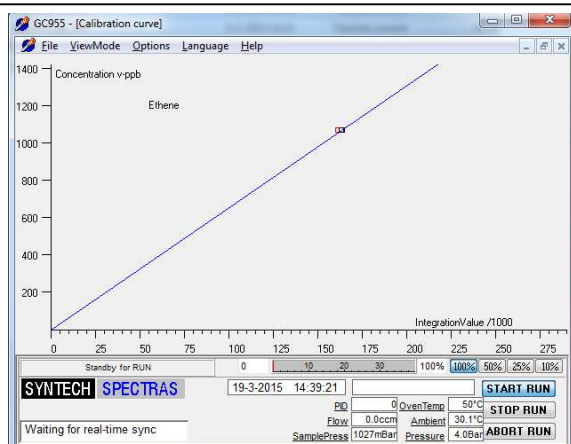 GC955 - [Calibration curve]
File ViewMode Options Language Help
Concentration v-ppb
Ethene
1400
1200
1000
800
600
400
200
IntegrationValue /1000
0 25 50 75 100 125 150 175 200 225 250 275
Standby for RUN 0 10 20 30 100% 100% 50% 25% 10%
SYNTECH SPECTRAS 19-3-2015 14:39:21 START RUN
PID 0 OvenTemp 50°C STOP RUN
Flow 0.0ccm Ambient 30.1°C
Waiting for real-time sync SamplePress 1027mBar Pressure 4.0Bar ABORT RUN